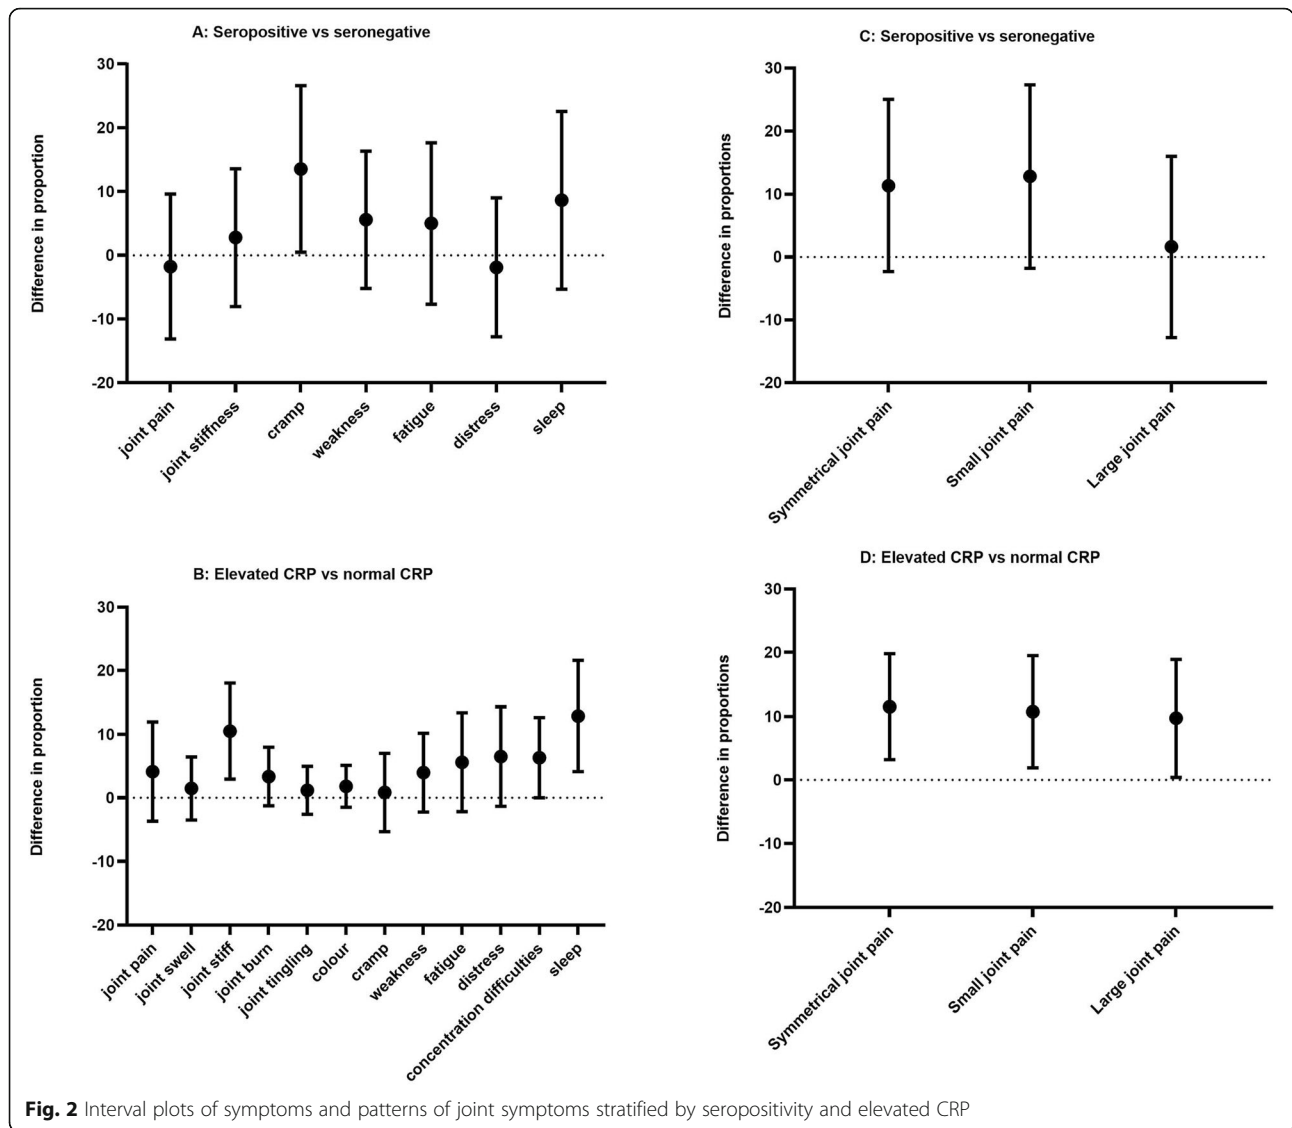 A: Seropositive vs seronegative
Difference in proportion
30
20
10
0
-10
-20
joint pain
joint stiffness
cramp
weakness
fatigue
distress
sleep
C: Seropositive vs seronegative
Difference in proportions
30
20
10
0
-10
-20
Symmetrical joint pain
Small joint pain
Large joint pain
B: Elevated CRP vs normal CRP
Difference in proportion
30
20
10
0
-10
-20
joint pain
joint swell
joint stiff
joint burn
joint tingling
colour
cramp
weakness
fatigue
distress
concentration difficulties
sleep
D: Elevated CRP vs normal CRP
Difference in proportions
30
20
10
0
-10
-20
Symmetrical joint pain
Small joint pain
Large joint pain
Fig. 2 Interval plots of symptoms and patterns of joint symptoms stratified by seropositivity and elevated CRP